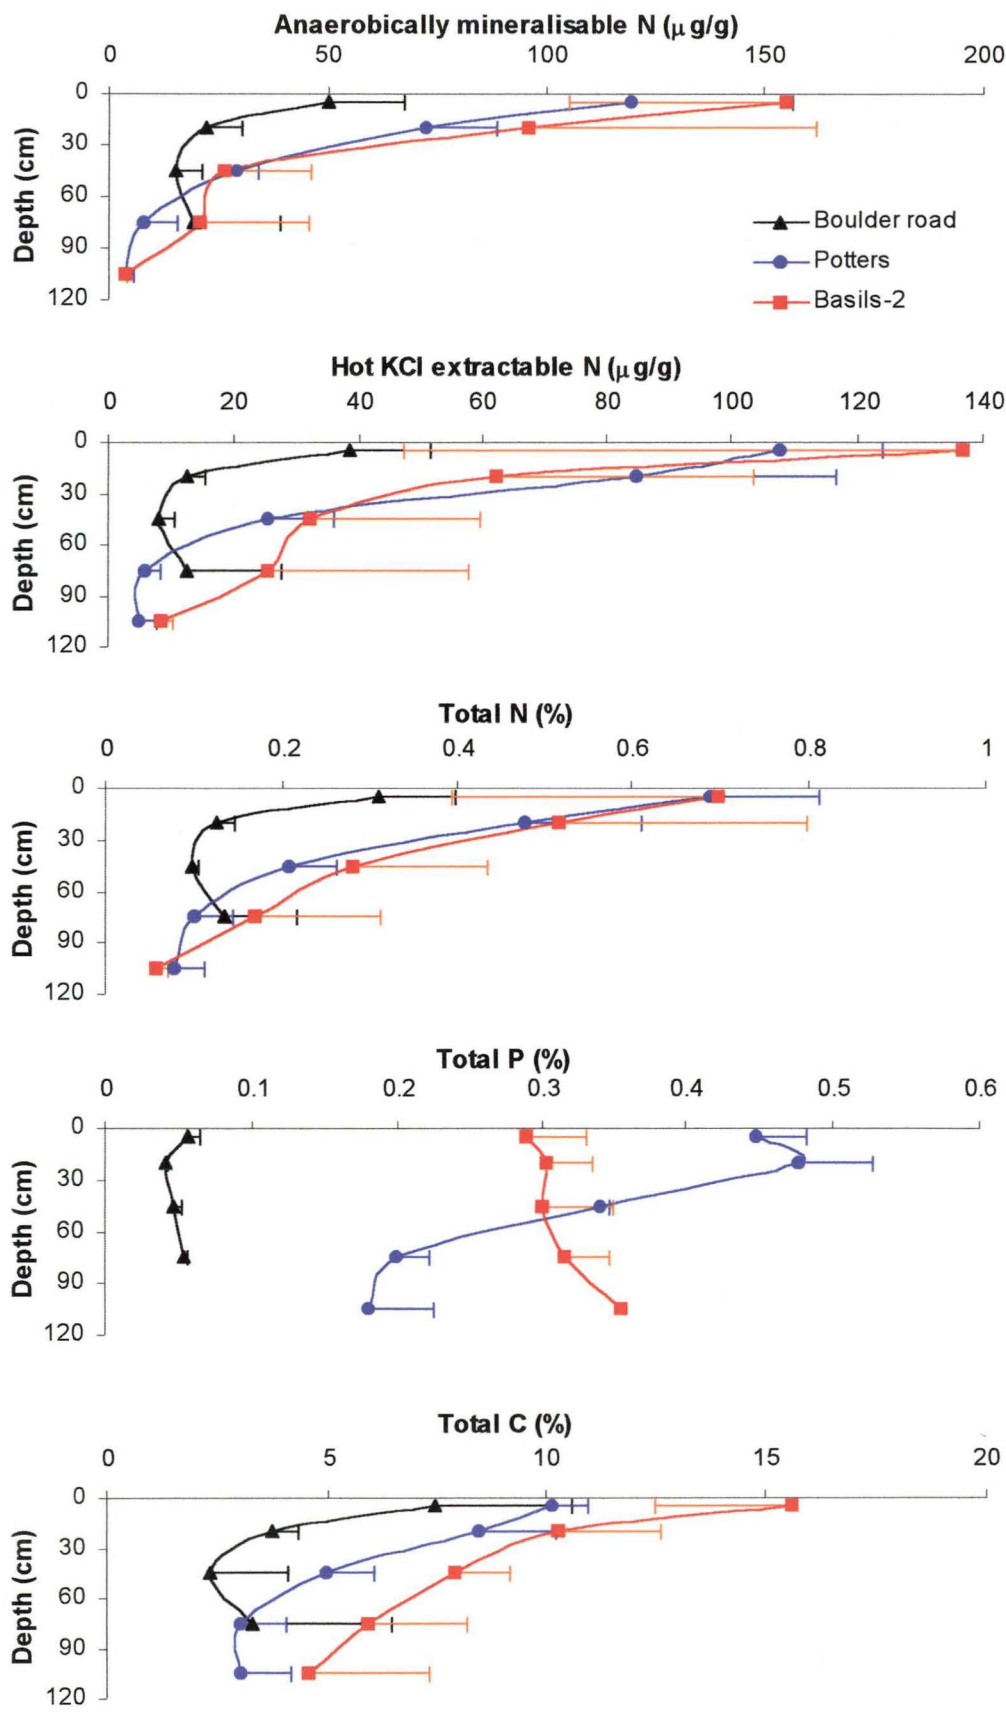 Anaerobically mineralisable N (μ g/g)
0 50 100 150 200
0
30
60
90
120
Depth (cm)
Boulder road
Potters
Basils-2
Hot KCl extractable N (μ g/g)
0 20 40 60 80 100 120 140
0
30
60
90
120
Depth (cm)
Total N (%)
0 0.2 0.4 0.6 0.8 1
0
30
60
90
120
Depth (cm)
Total P (%)
0 0.1 0.2 0.3 0.4 0.5 0.6
0
30
60
90
120
Depth (cm)
Total C (%)
0 5 10 15 20
0
30
60
90
120
Depth (cm)